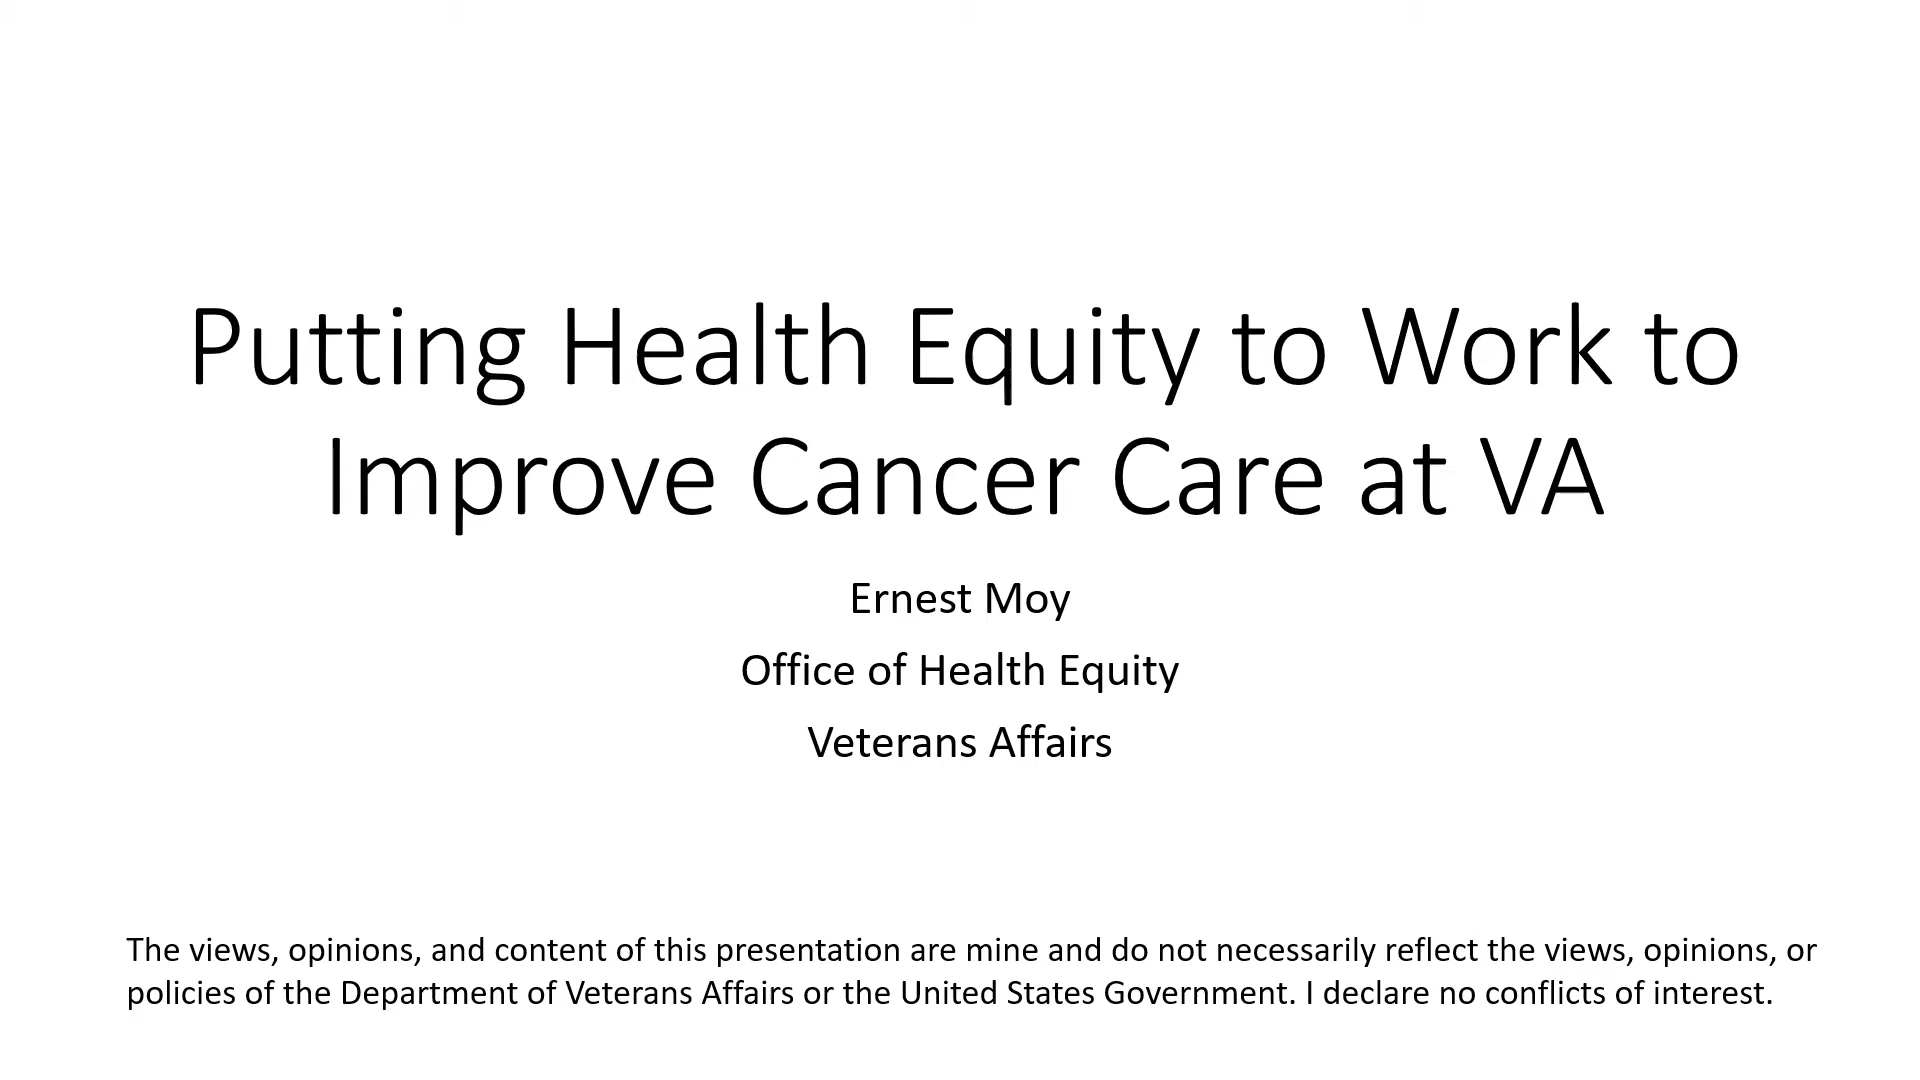 Putting Health Equity to Work to
Improve Cancer Care at VA
Ernest Moy
Office of Health Equity
Veterans Affairs
The views, opinions, and content of this presentation are mine and do not necessarily reflect the views, opinions, or
policies of the Department of Veterans Affairs or the United States Government. I declare no conflicts of interest.